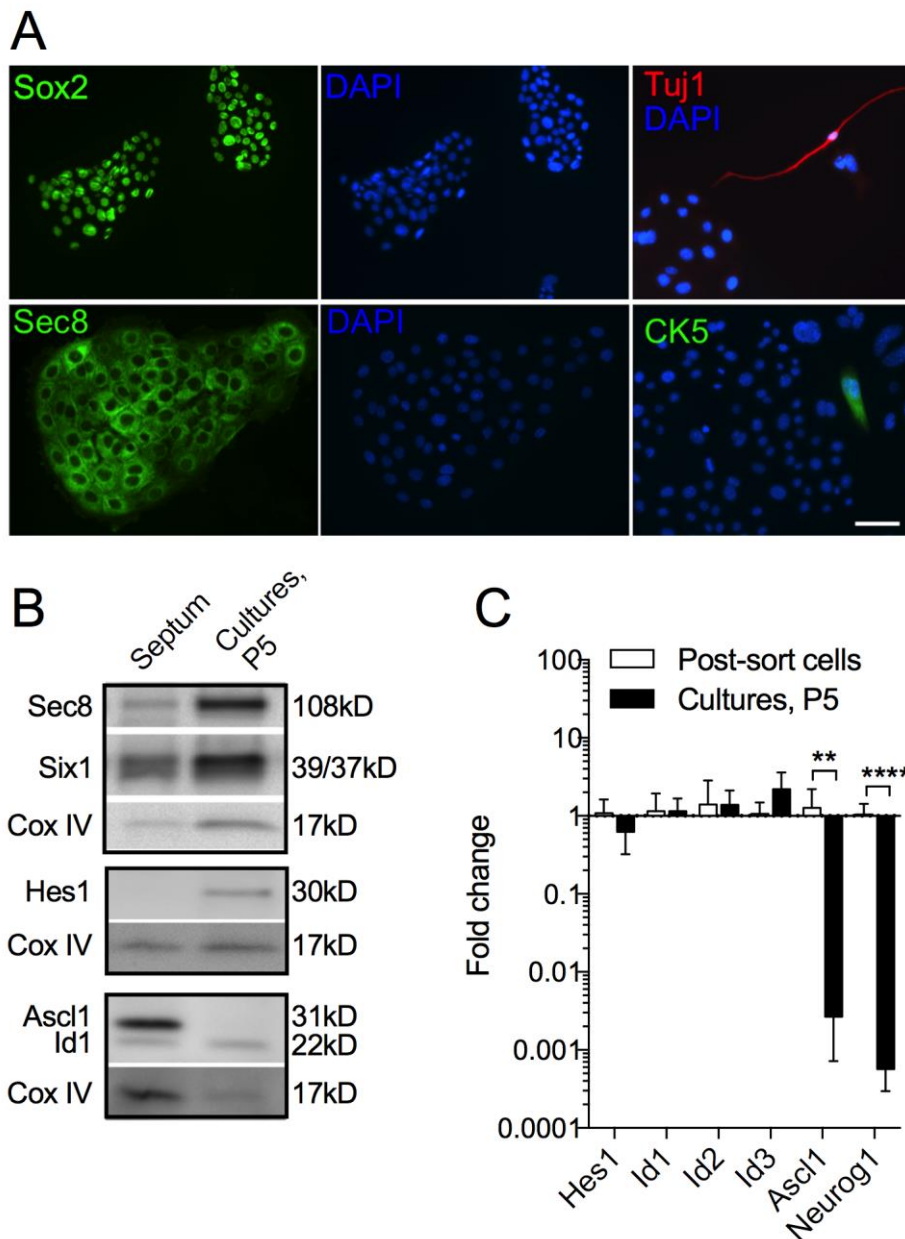 A
Sox2
DAPI
Tuj1
DAPI
Sec8
DAPI
CK5
B
Septum
Cultures,
P5
Sec8
108kD
Six1
39/37kD
Cox IV
17kD
Hes1
30kD
Cox IV
17kD
Ascl1
31kD
Id1
22kD
Cox IV
17kD
C
Post-sort cells
Cultures, P5
Fold change
100
10
1
0.1
0.01
0.001
0.0001
**
****
Hes1
Id1
Id2
Id3
Ascl1
Neurog1